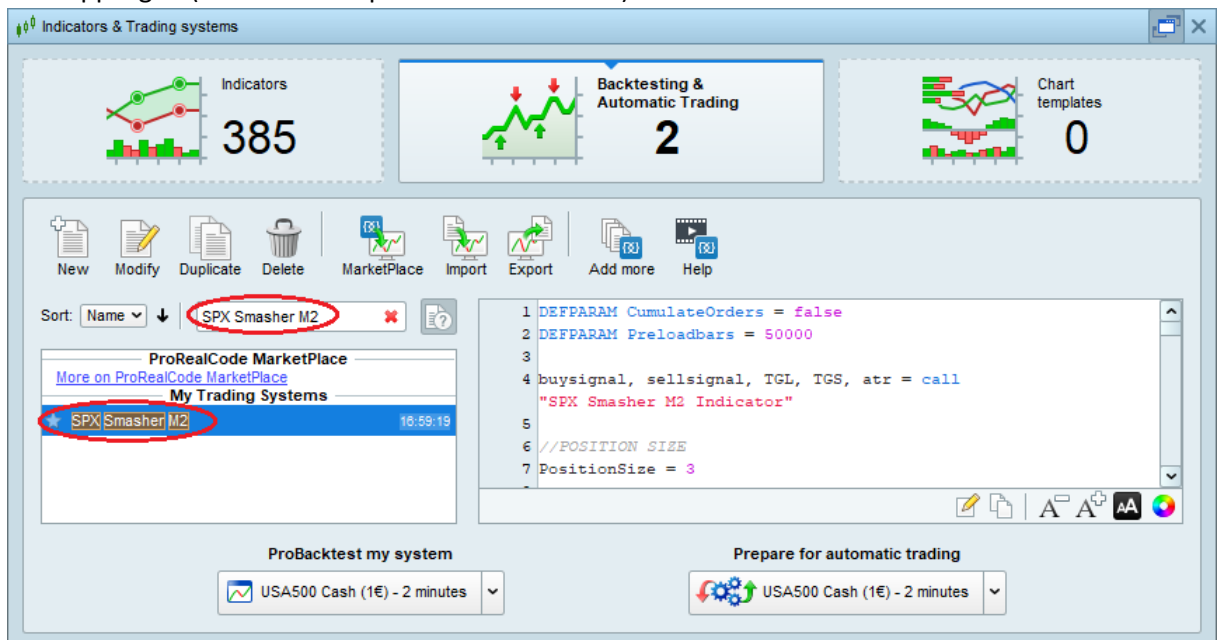 Indicators & Trading systems
Indicators
385
Backtesting &
Automatic Trading
2
Chart
templates
0
New
Modify
Duplicate
Delete
MarketPlace
Import
Export
Add more
Help
Sort:
Name
SPX Smasher M2
ProRealCode MarketPlace
More on ProRealCode MarketPlace
My Trading Systems
SPX Smasher M2
16:59:19
1 DEFPARAM CumulateOrders = false
2 DEFPARAM Preloadbars = 50000
3
4 buysignal, sellsignal, TGL, TGS, atr = call
"SPX Smasher M2 Indicator"
5
6 //POSITION SIZE
7 PositionSize = 3
ProBacktest my system
USA500 Cash (1€) - 2 minutes
Prepare for automatic trading
USA500 Cash (1€) - 2 minutes